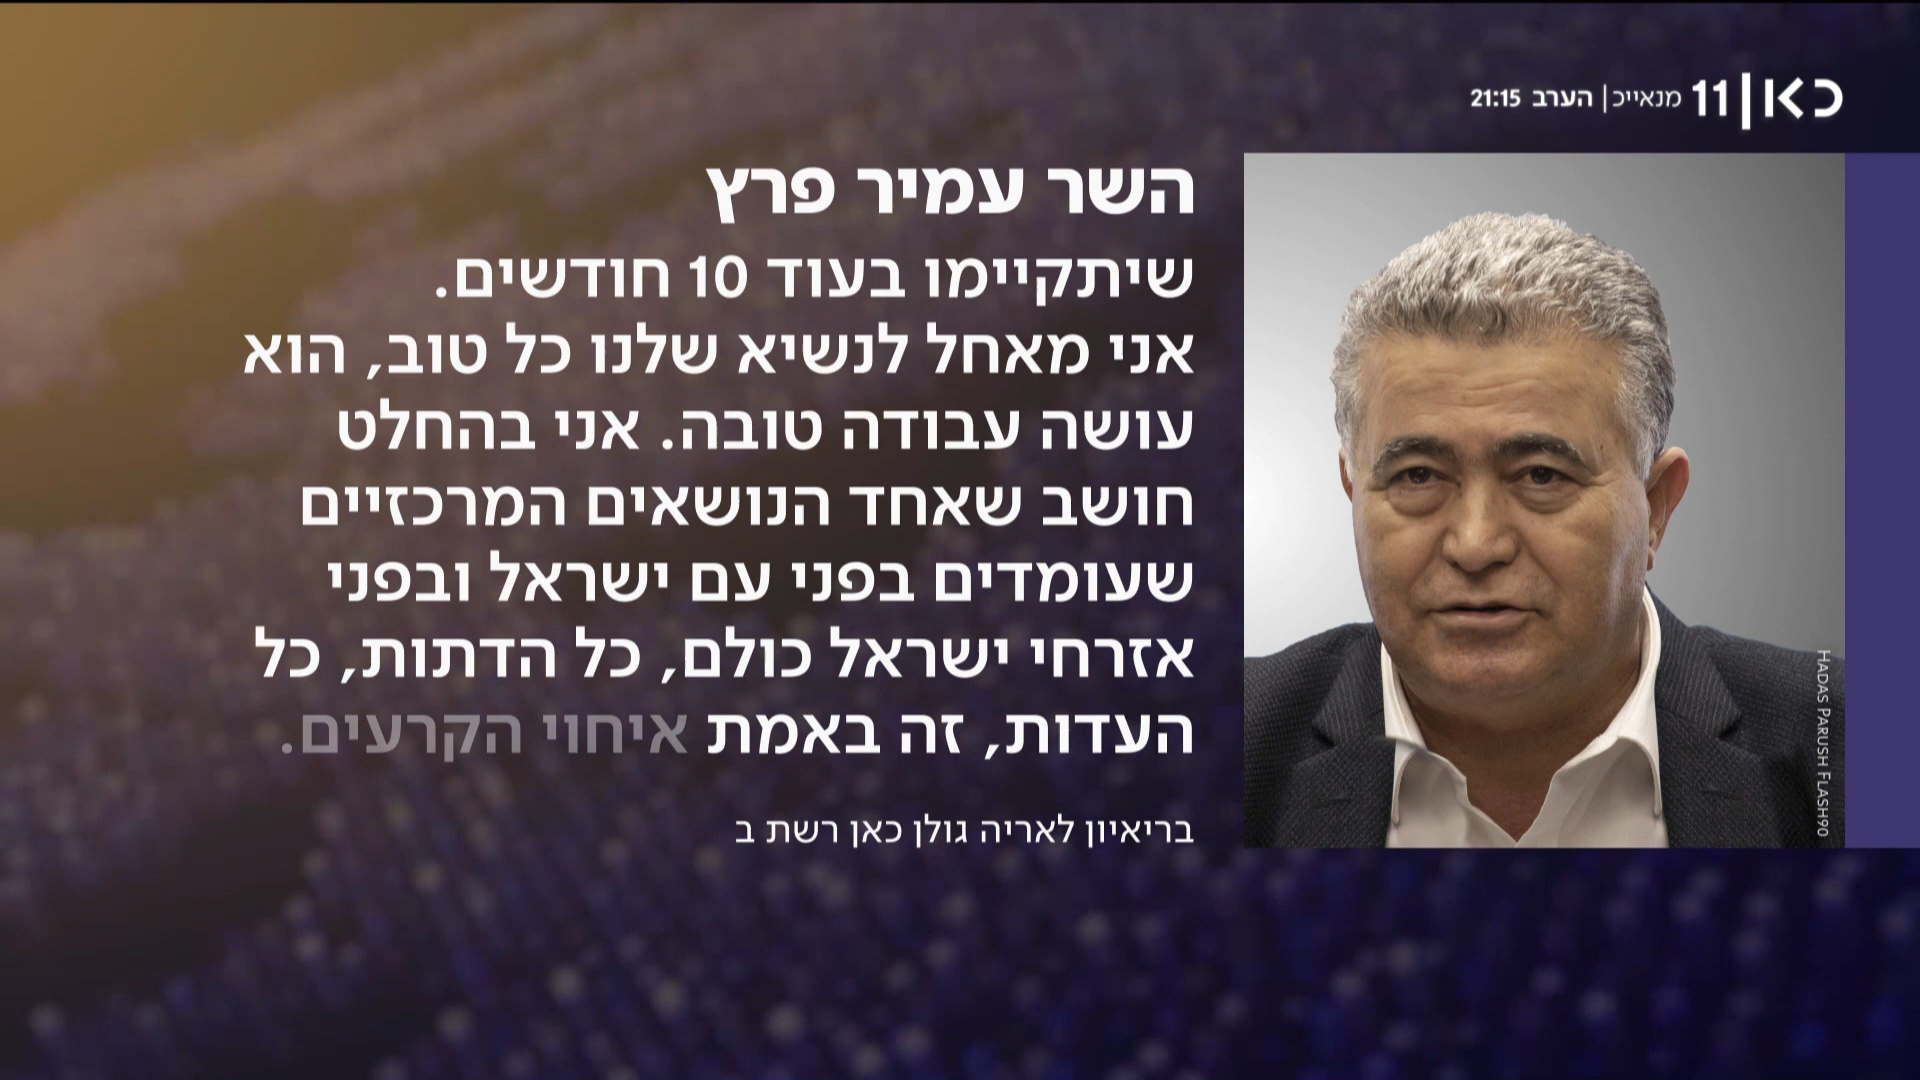 כאן 11 מנאייכ | הערב 21:15
השר עמיר פרץ
שיתקיימו בעוד 10 חודשים.
אני מאחל לנשיא שלנו כל טוב, הוא
עושה עבודה טובה. אני בהחלט
חושב שאחד הנושאים המרכזיים
שעומדים בפני עם ישראל ובפני
אזרחי ישראל כולם, כל הדתות, כל
העדות, זה באמת איחוי הקרעים.
בריאיון לאריה גולן כאן רשת ב
HADAS PARUSH FLASH90